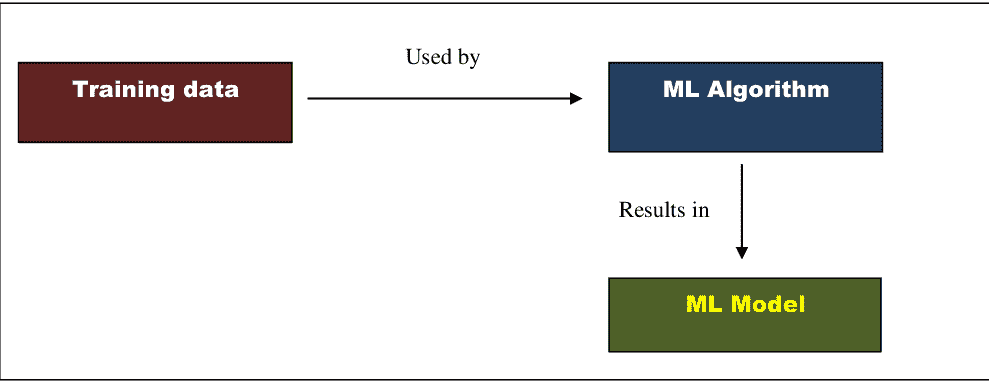 Used by
Training data
ML Algorithm
Results in
ML Model